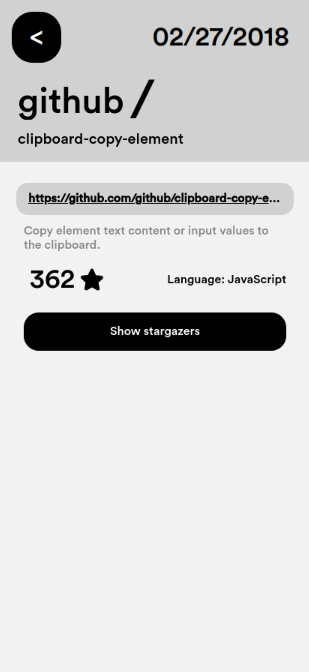 <
02/27/2018
github /
clipboard-copy-element
https://github.com/github/clipboard-copy-e...
Copy element text content or input values to
the clipboard.
362
Language: JavaScript
Show stargazers